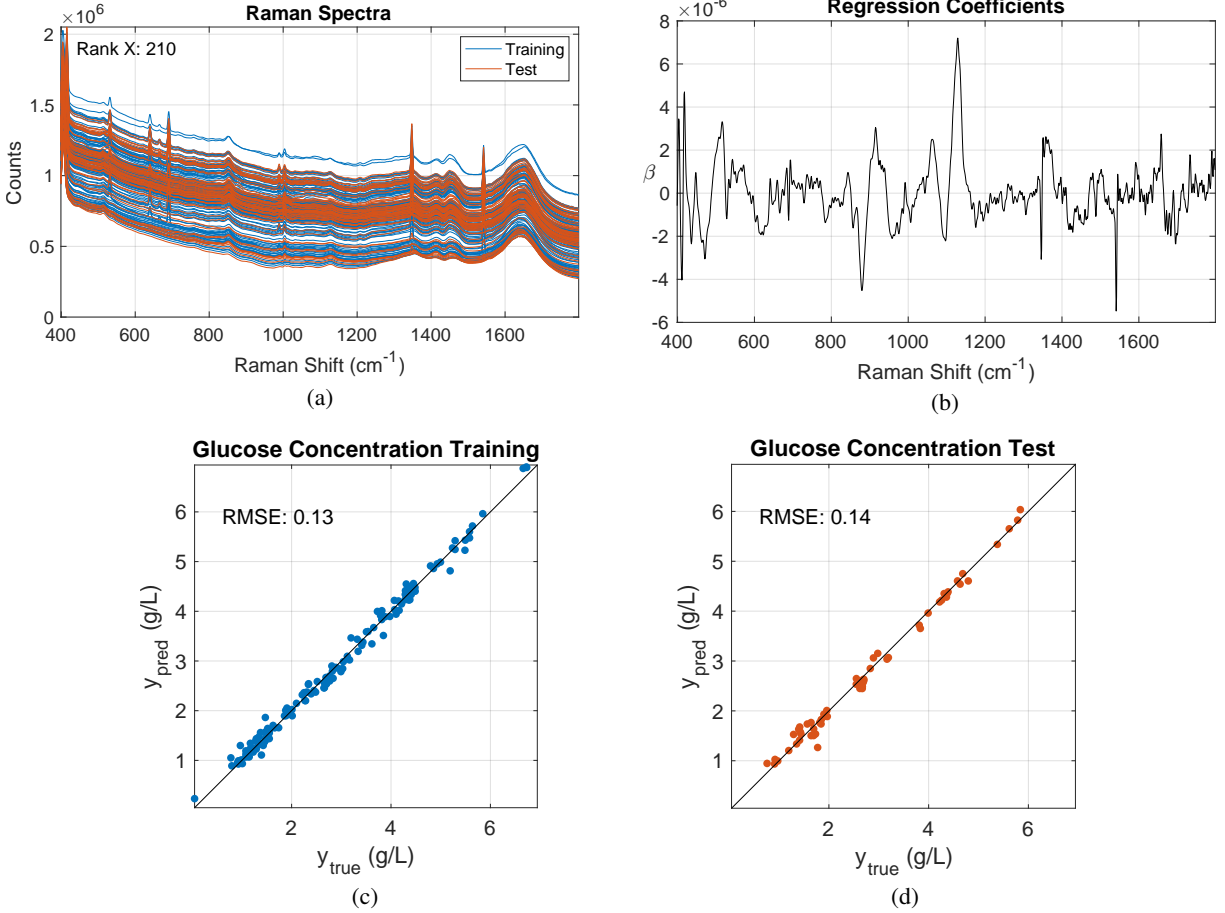 Raman Spectra
×10^6
Rank X: 210
Training
Test
2
1.5
1
0.5
0
Counts
400 600 800 1000 1200 1400 1600
Raman Shift (cm^-1)
(a)
Regression Coefficients
×10^-6
8
6
4
2
0
-2
-4
-6
β
400 600 800 1000 1200 1400 1600
Raman Shift (cm^-1)
(b)
Glucose Concentration Training
RMSE: 0.13
6
5
4
3
2
1
y_pred (g/L)
2 4 6
y_true (g/L)
(c)
Glucose Concentration Test
RMSE: 0.14
6
5
4
3
2
1
y_pred (g/L)
2 4 6
y_true (g/L)
(d)